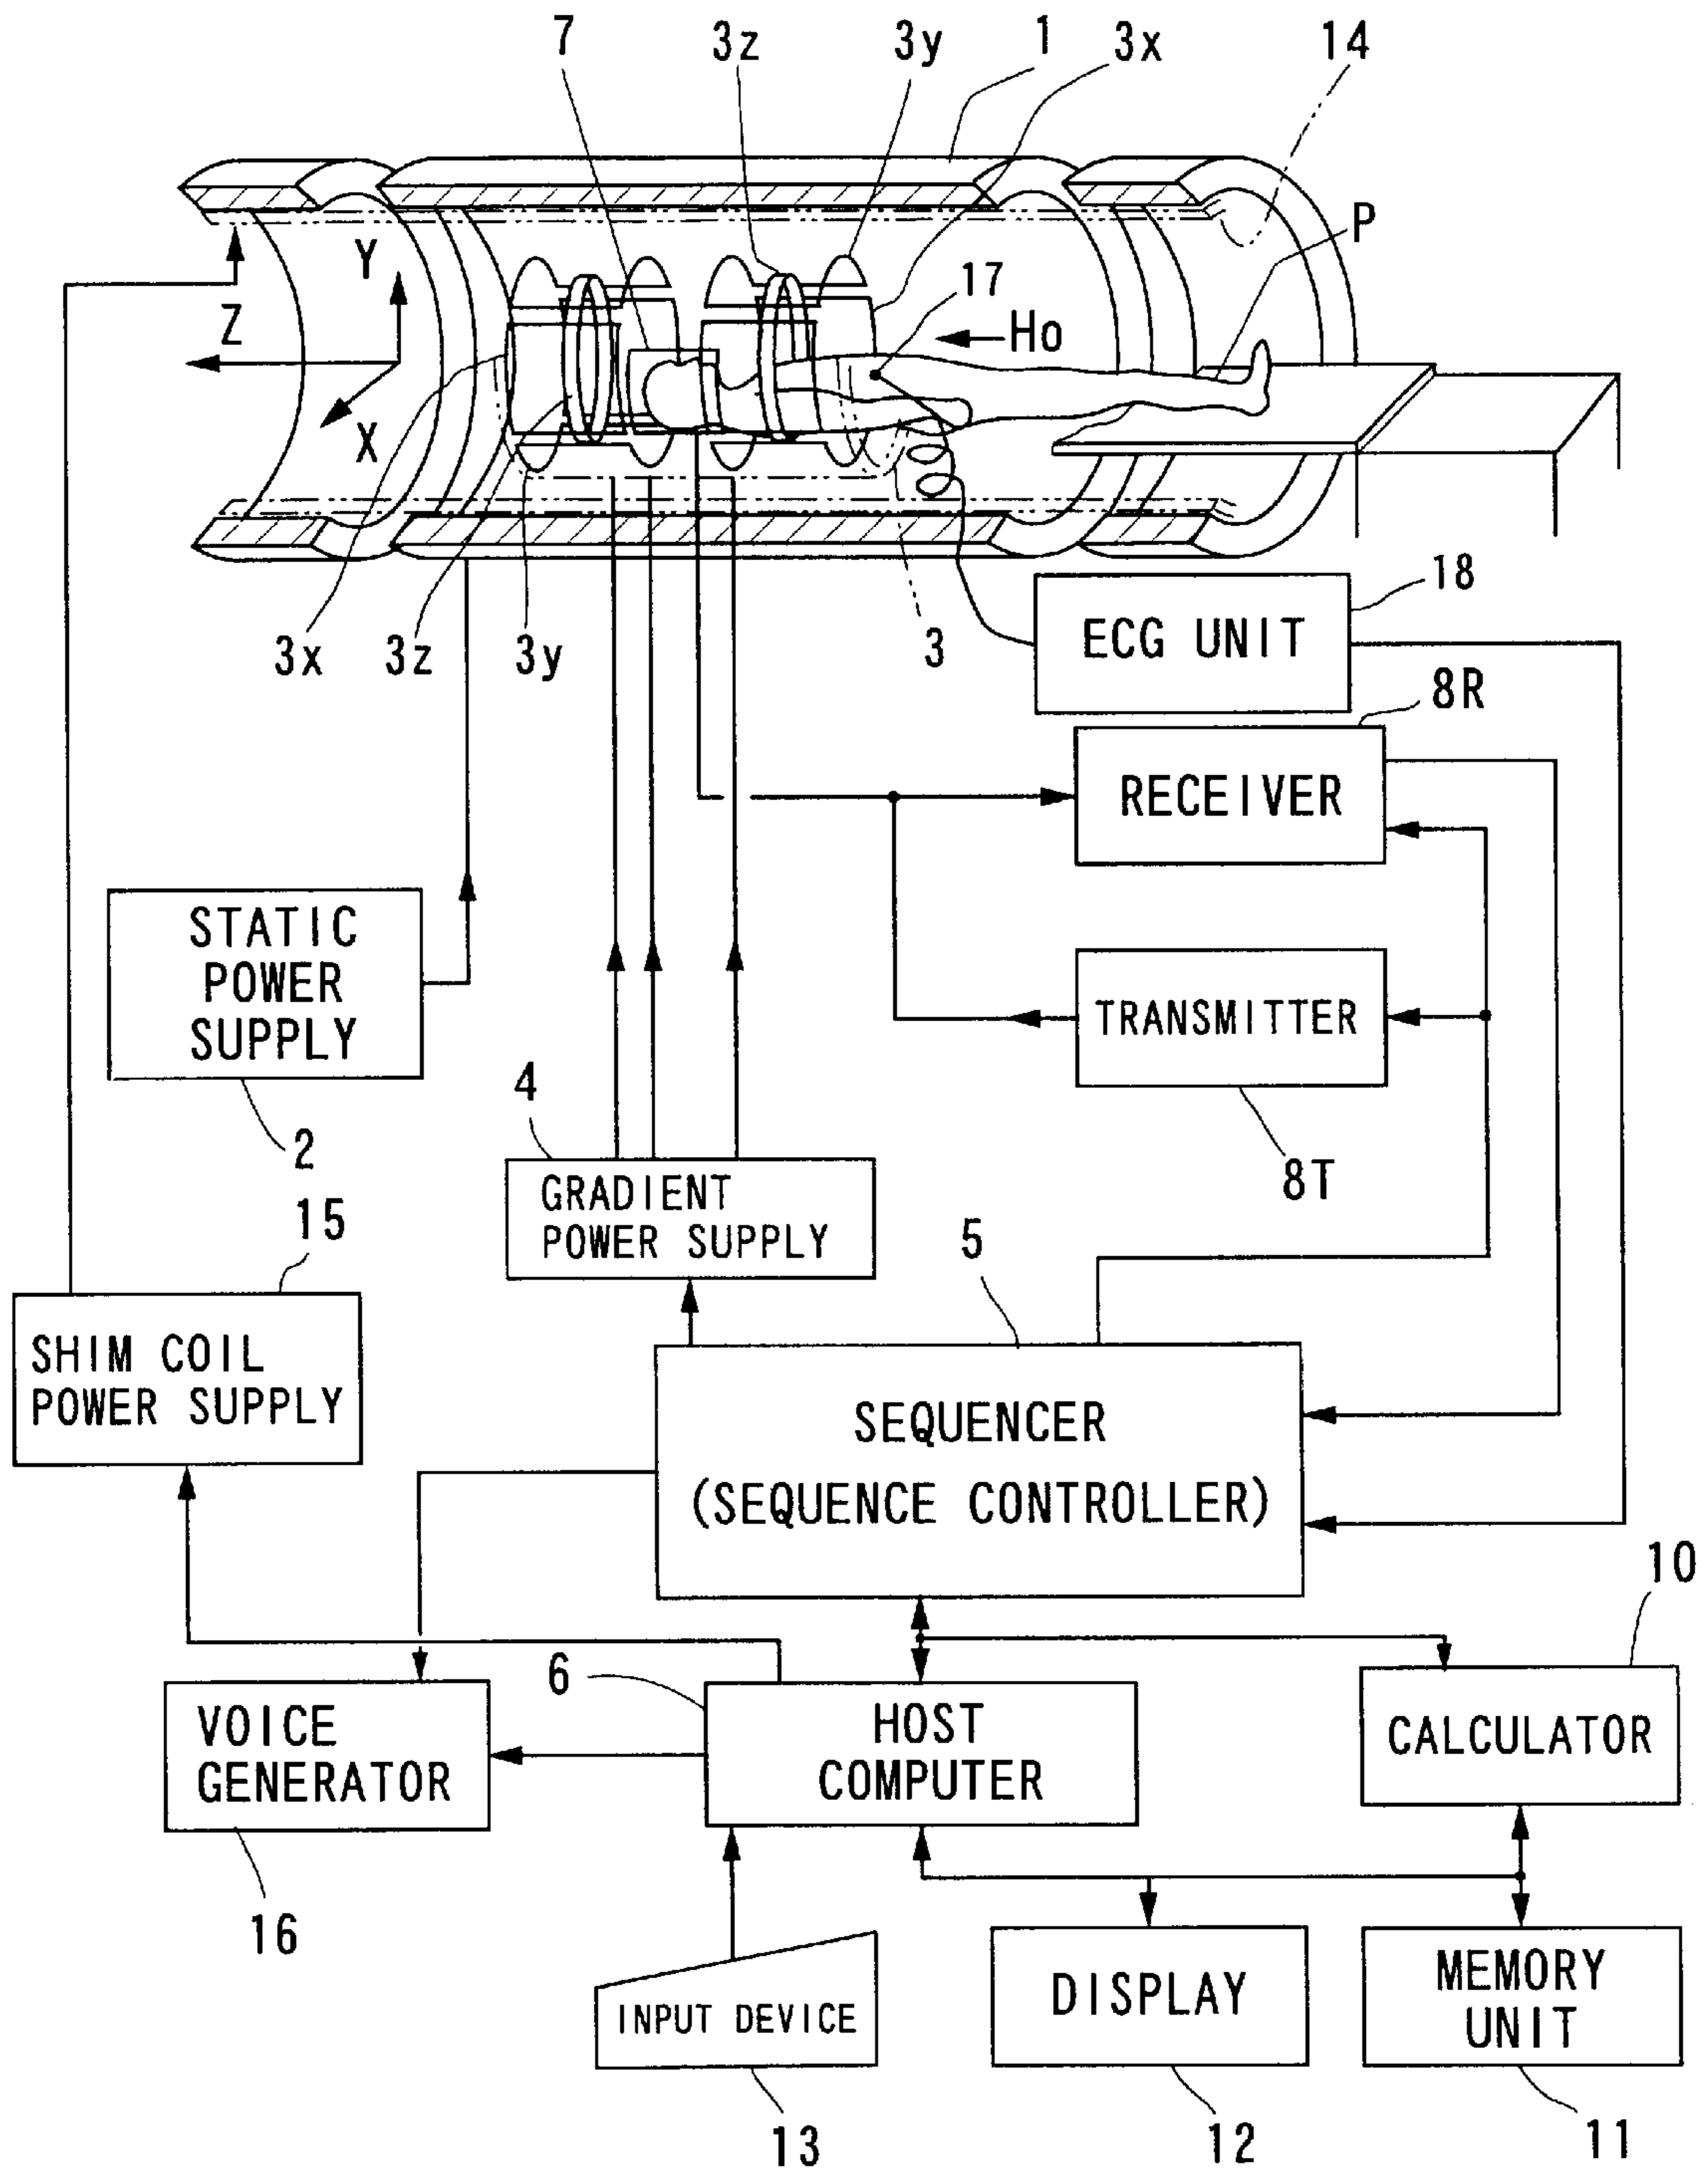 7
3z
3y
1
3x
14
P
Y
Z
X
17
Ho
3x
3z
3y
3
ECG UNIT
18
8R
RECEIVER
STATIC
POWER
SUPPLY
2
TRANSMITTER
8T
4
GRADIENT
POWER SUPPLY
15
SHIM COIL
POWER SUPPLY
5
SEQUENCER
(SEQUENCE CONTROLLER)
10
6
VOICE
GENERATOR
HOST
COMPUTER
CALCULATOR
16
INPUT DEVICE
DISPLAY
MEMORY
UNIT
13
12
11